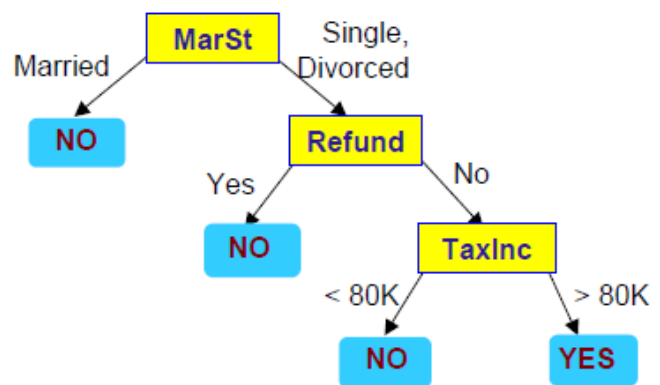 MarSt
Single,
Married
Divorced
NO
Refund
Yes
No
NO
TaxInc
< 80K
> 80K
NO
YES